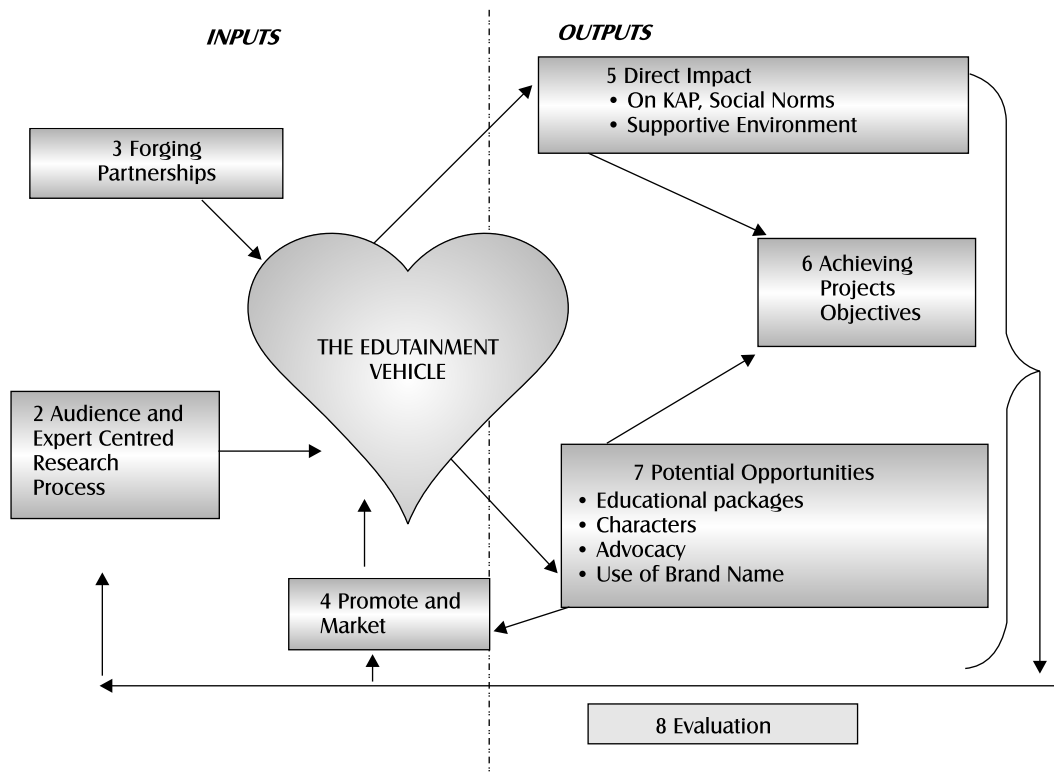 INPUTS
OUTPUTS
5 Direct Impact
• On KAP, Social Norms
• Supportive Environment
3 Forging
Partnerships
6 Achieving
Projects
Objectives
THE EDUTAINMENT
VEHICLE
2 Audience and
Expert Centred
Research
Process
7 Potential Opportunities
• Educational packages
• Characters
• Advocacy
• Use of Brand Name
4 Promote and
Market
8 Evaluation